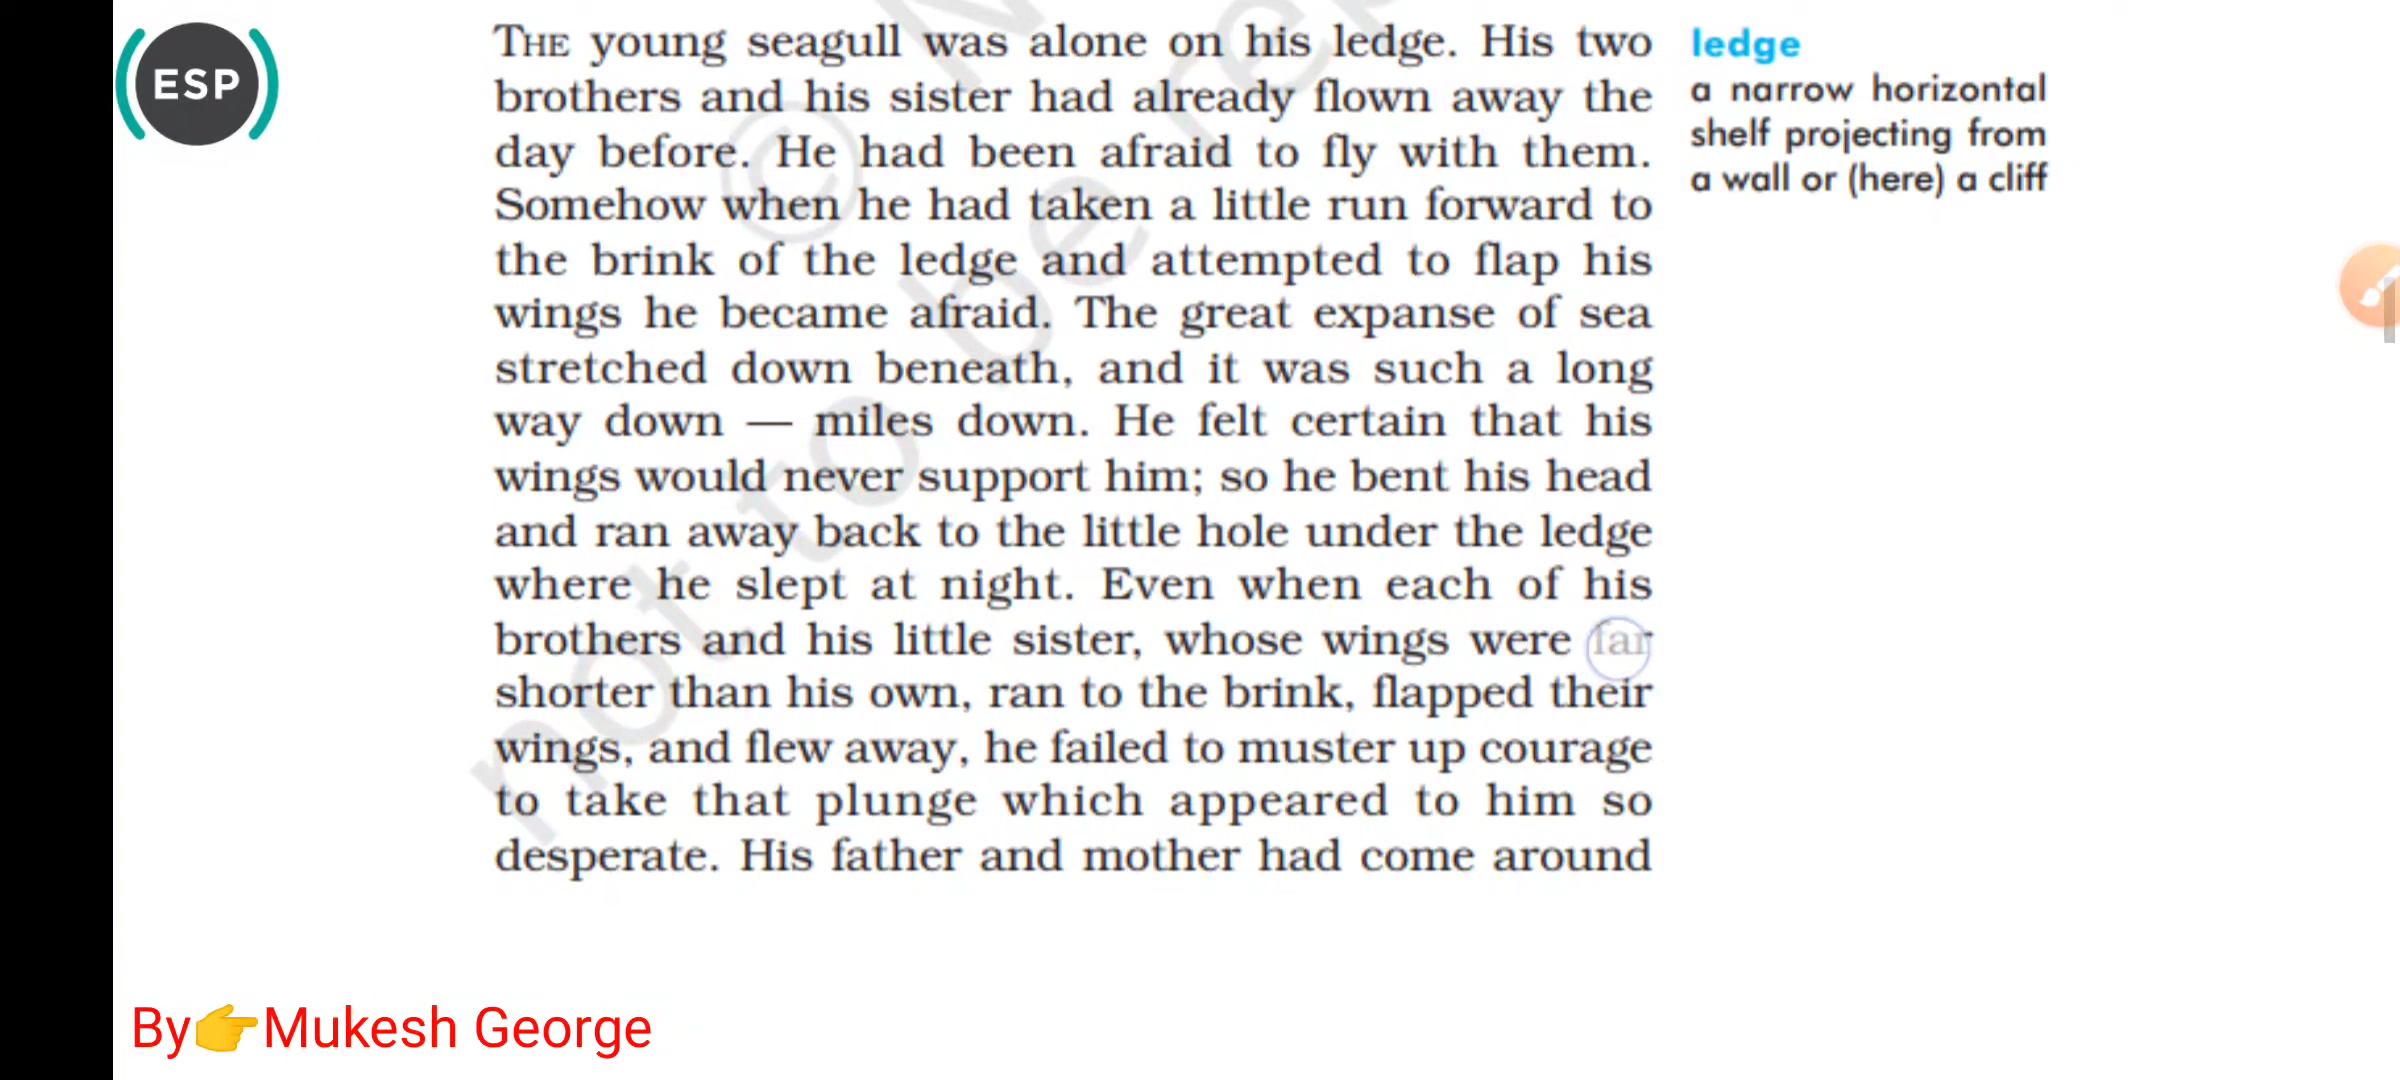 ESP
THE young seagull was alone on his ledge. His two
brothers and his sister had already flown away the
day before. He had been afraid to fly with them.
Somehow when he had taken a little run forward to
the brink of the ledge and attempted to flap his
wings he became afraid. The great expanse of sea
stretched down beneath, and it was such a long
way down — miles down. He felt certain that his
wings would never support him; so he bent his head
and ran away back to the little hole under the ledge
where he slept at night. Even when each of his
brothers and his little sister, whose wings were far
shorter than his own, ran to the brink, flapped their
wings, and flew away, he failed to muster up courage
to take that plunge which appeared to him so
desperate. His father and mother had come around
ledge
a narrow horizontal
shelf projecting from
a wall or (here) a cliff
© N
not to be rep
By👉Mukesh George